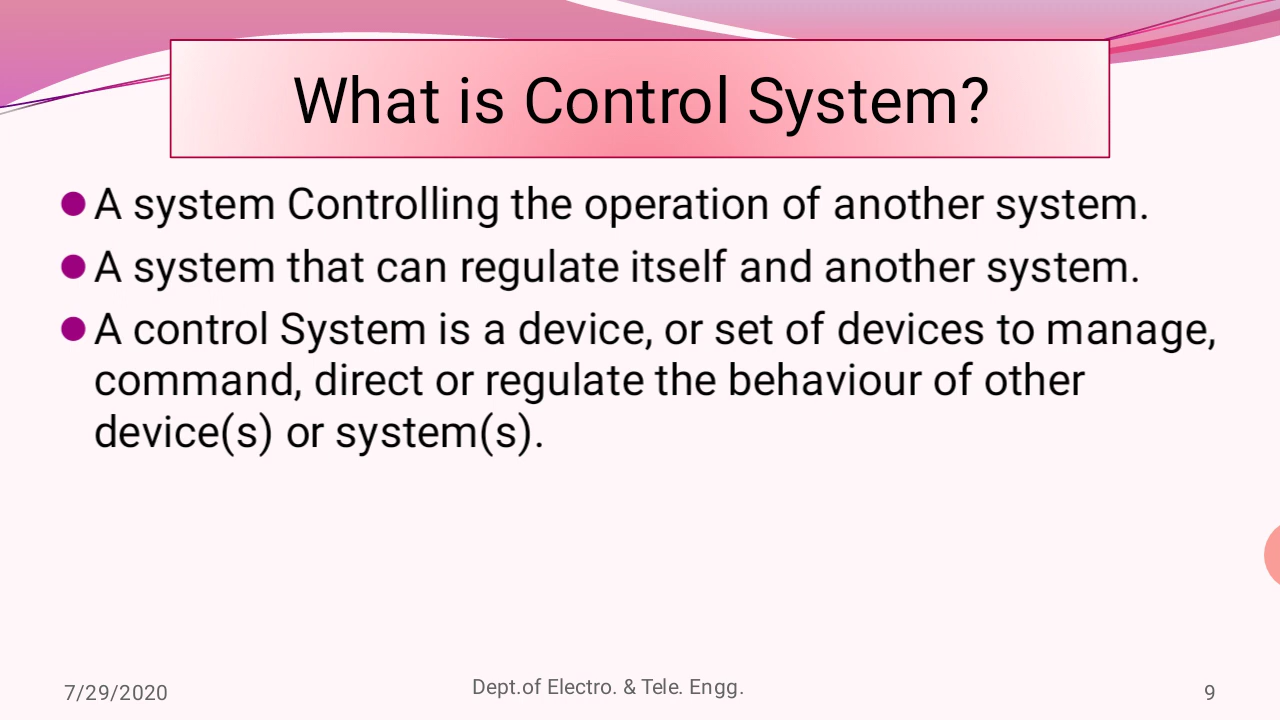 What is Control System?
A system Controlling the operation of another system.
A system that can regulate itself and another system.
A control System is a device, or set of devices to manage,
command, direct or regulate the behaviour of other
device(s) or system(s).
7/29/2020
Dept.of Electro. & Tele. Engg.
9